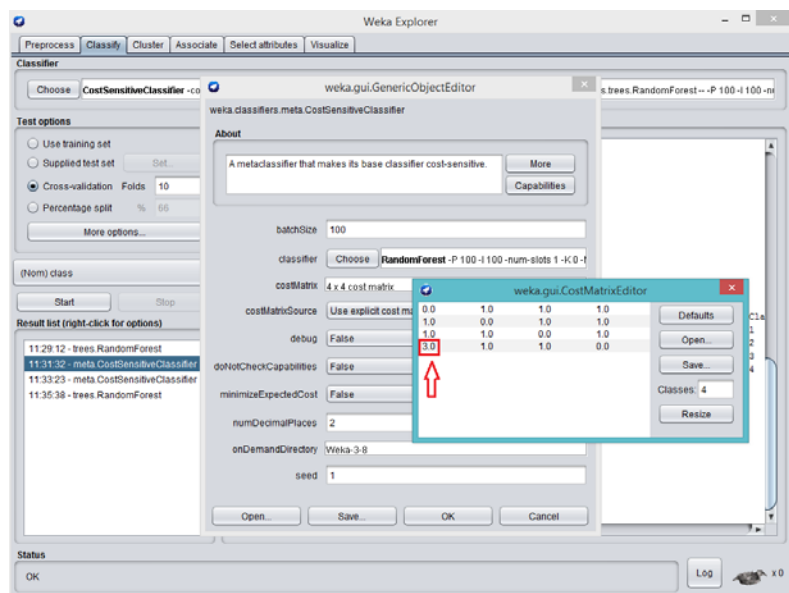 Weka Explorer
Preprocess Classify Cluster Associate Select attributes Visualize
Classifier
Choose CostSensitiveClassifier -co
s.trees.RandomForest -- -P 100 -I 100 -nu
weka.gui.GenericObjectEditor
weka.classifiers.meta.CostSensitiveClassifier
About
A metaclassifier that makes its base classifier cost-sensitive.
More
Capabilities
batchSize 100
classifier Choose RandomForest -P 100 -I 100 -num-slots 1 -K 0 -
costMatrix 4 x 4 cost matrix
costMatrixSource Use explicit cost ma
debug False
doNotCheckCapabilities False
minimizeExpectedCost False
numDecimalPlaces 2
onDemandDirectory Weka-3-8
seed 1
Open... Save... OK Cancel
weka.gui.CostMatrixEditor
0.0 1.0 1.0 1.0
1.0 0.0 1.0 1.0
1.0 1.0 0.0 1.0
3.0 1.0 1.0 0.0
Defaults
Open...
Save...
Classes: 4
Resize
Cla
1
2
3
4
Test options
Use training set
Supplied test set Set...
Cross-validation Folds 10
Percentage split % 66
More options...
(Nom) class
Start Stop
Result list (right-click for options)
11:29:12 - trees.RandomForest
11:31:32 - meta.CostSensitiveClassifier
11:33:23 - meta.CostSensitiveClassifier
11:35:38 - trees.RandomForest
Status
OK
Log x 0